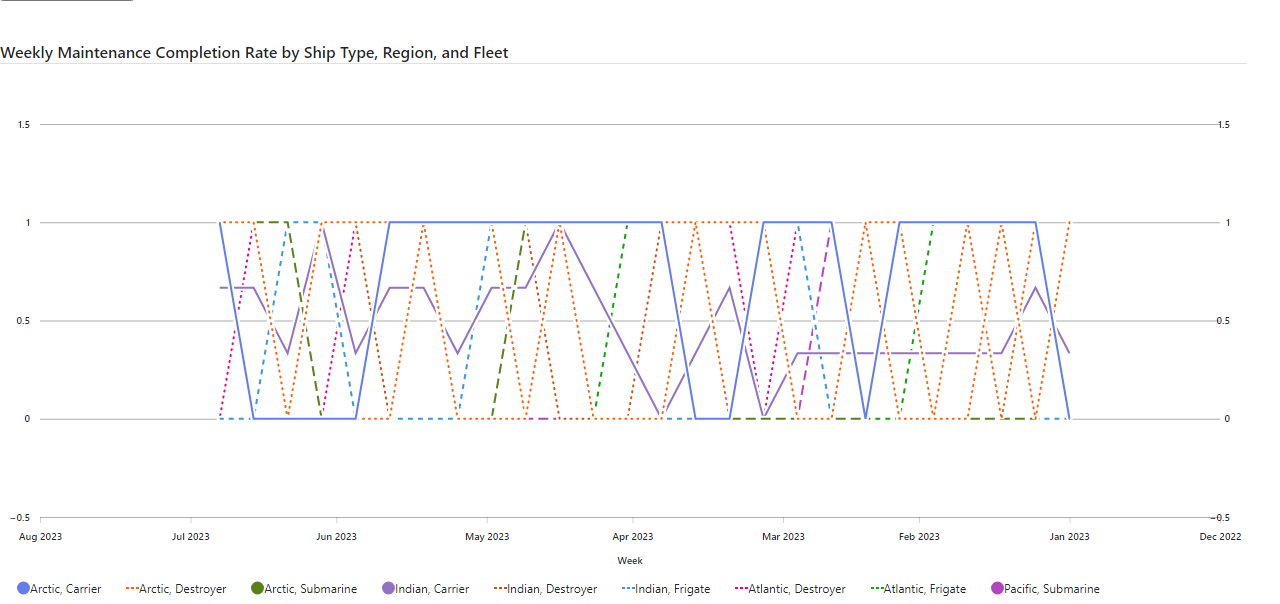 Weekly Maintenance Completion Rate by Ship Type, Region, and Fleet
1.5 1.5
1 1
0.5 0.5
0 0
−0.5 −0.5
Aug 2023 Jul 2023 Jun 2023 May 2023 Apr 2023 Mar 2023 Feb 2023 Jan 2023 Dec 2022
Week
Arctic, Carrier Arctic, Destroyer Arctic, Submarine Indian, Carrier Indian, Destroyer Indian, Frigate Atlantic, Destroyer Atlantic, Frigate Pacific, Submarine